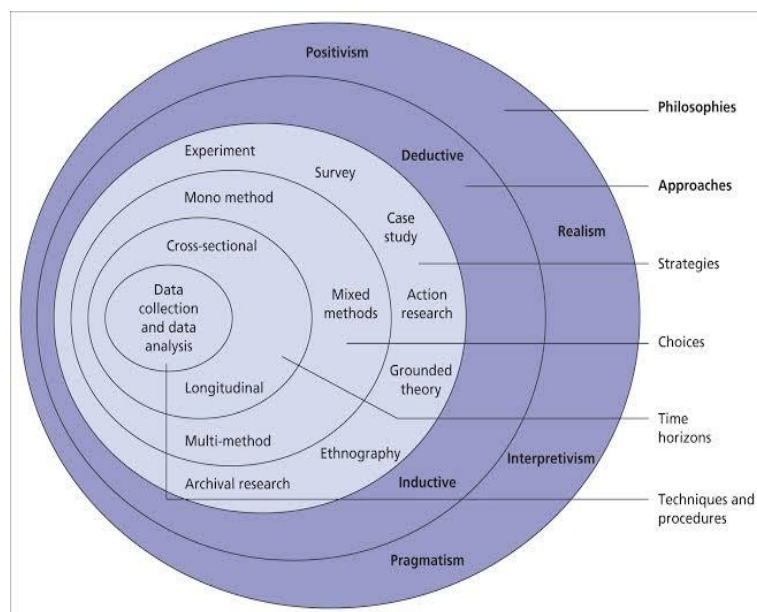 Positivism
Philosophies
Deductive
Approaches
Experiment
Survey
Mono method
Case
study
Realism
Cross-sectional
Strategies
Data
collection
and data
analysis
Mixed
methods
Action
research
Choices
Grounded
theory
Longitudinal
Time
horizons
Multi-method
Ethnography
Interpretivism
Archival research
Inductive
Techniques and
procedures
Pragmatism